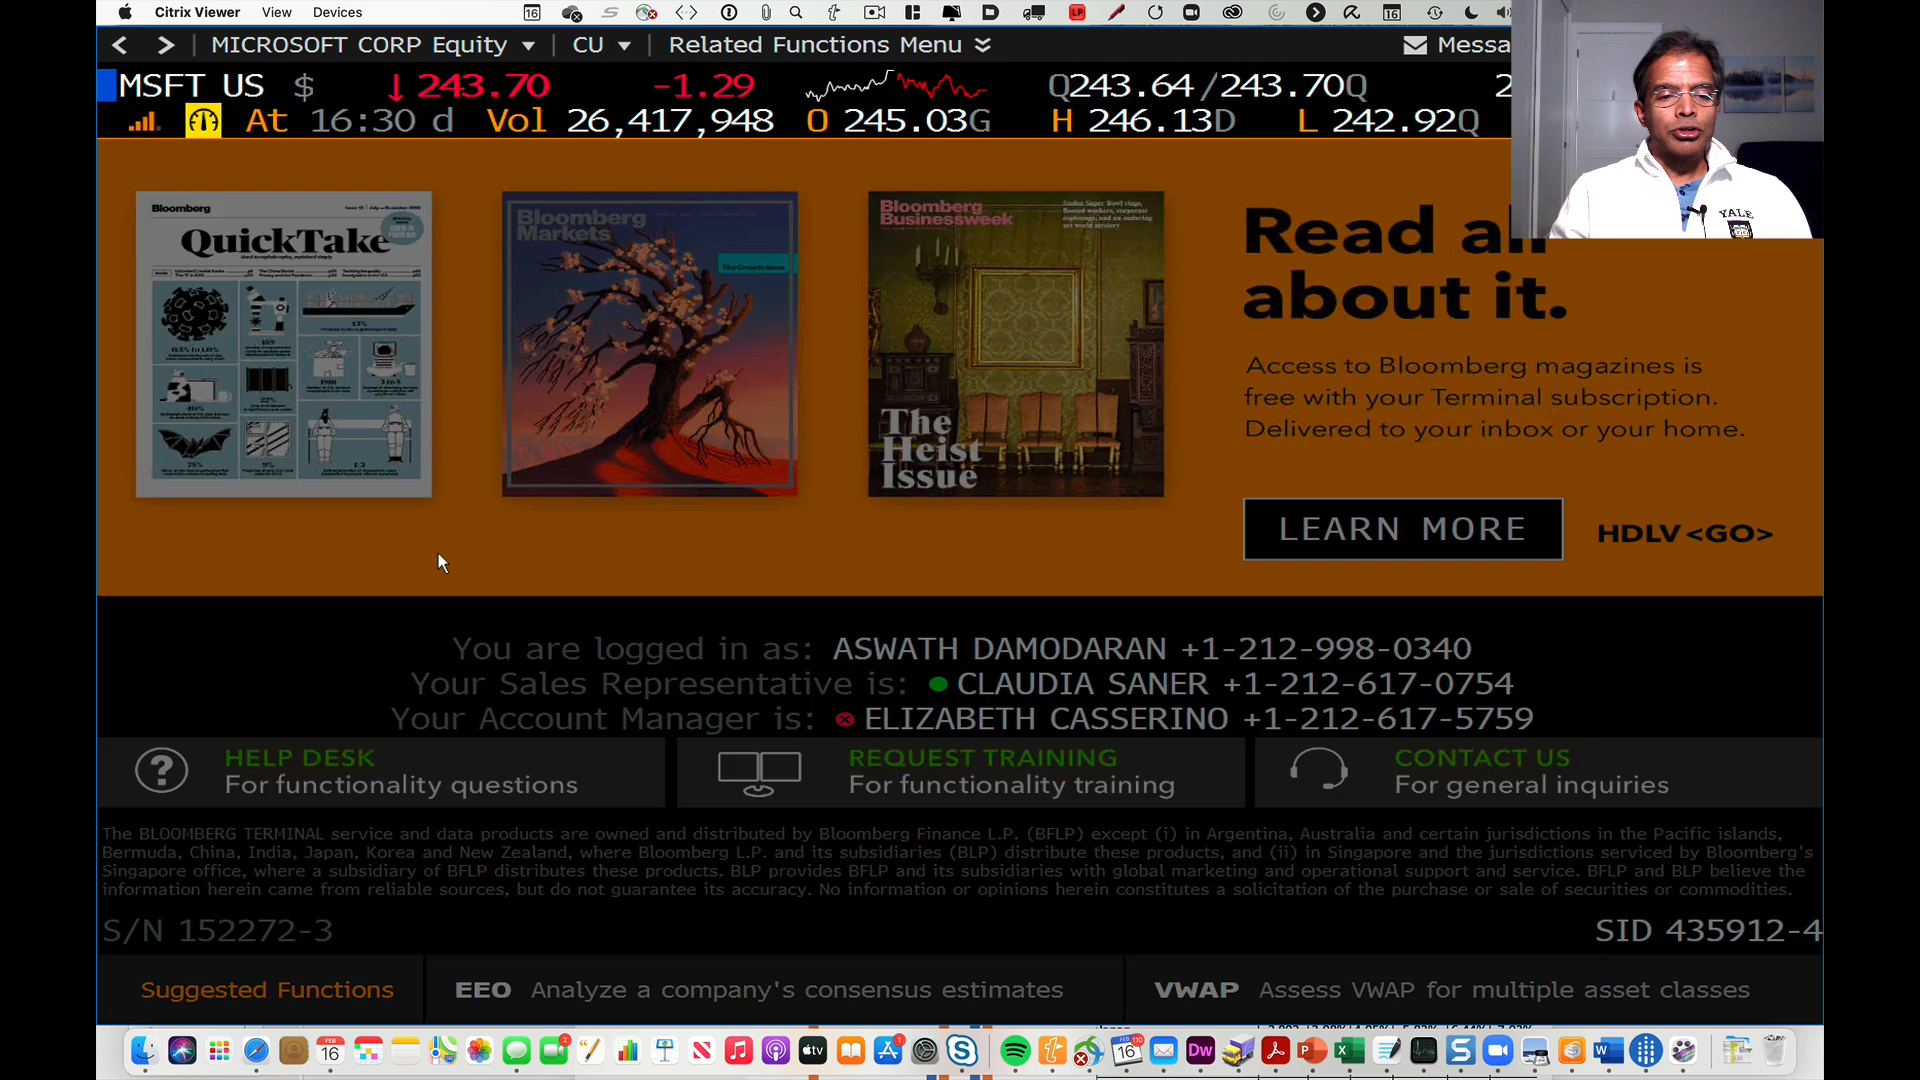 Citrix Viewer View Devices
MICROSOFT CORP Equity CU Related Functions Menu Messa
MSFT US $ ↓243.70 -1.29 Q243.64/243.70Q 2
At 16:30 d Vol 26,417,948 O 245.03G H 246.13D L 242.92Q
YALE
Bloomberg
QuickTake
Bloomberg
Markets
The Growth Issue
Bloomberg
Businessweek
The
Heist
Issue
Read all
about it.
Access to Bloomberg magazines is
free with your Terminal subscription.
Delivered to your inbox or your home.
LEARN MORE
HDLV <GO>
You are logged in as: ASWATH DAMODARAN +1-212-998-0340
Your Sales Representative is: CLAUDIA SANER +1-212-617-0754
Your Account Manager is: ELIZABETH CASSERINO +1-212-617-5759
HELP DESK
For functionality questions
REQUEST TRAINING
For functionality training
CONTACT US
For general inquiries
The BLOOMBERG TERMINAL service and data products are owned and distributed by Bloomberg Finance L.P. (BFLP) except (i) in Argentina, Australia and certain jurisdictions in the Pacific islands,
Bermuda, China, India, Japan, Korea and New Zealand, where Bloomberg L.P. and its subsidiaries (BLP) distribute these products, and (ii) in Singapore and the jurisdictions serviced by Bloomberg's
Singapore office, where a subsidiary of BFLP distributes these products. BLP provides BFLP and its subsidiaries with global marketing and operational support and service. BFLP and BLP believe the
information herein came from reliable sources, but do not guarantee its accuracy. No information or opinions herein constitutes a solicitation of the purchase or sale of securities or commodities.
S/N 152272-3
SID 435912-4
Suggested Functions EEO Analyze a company's consensus estimates VWAP Assess VWAP for multiple asset classes